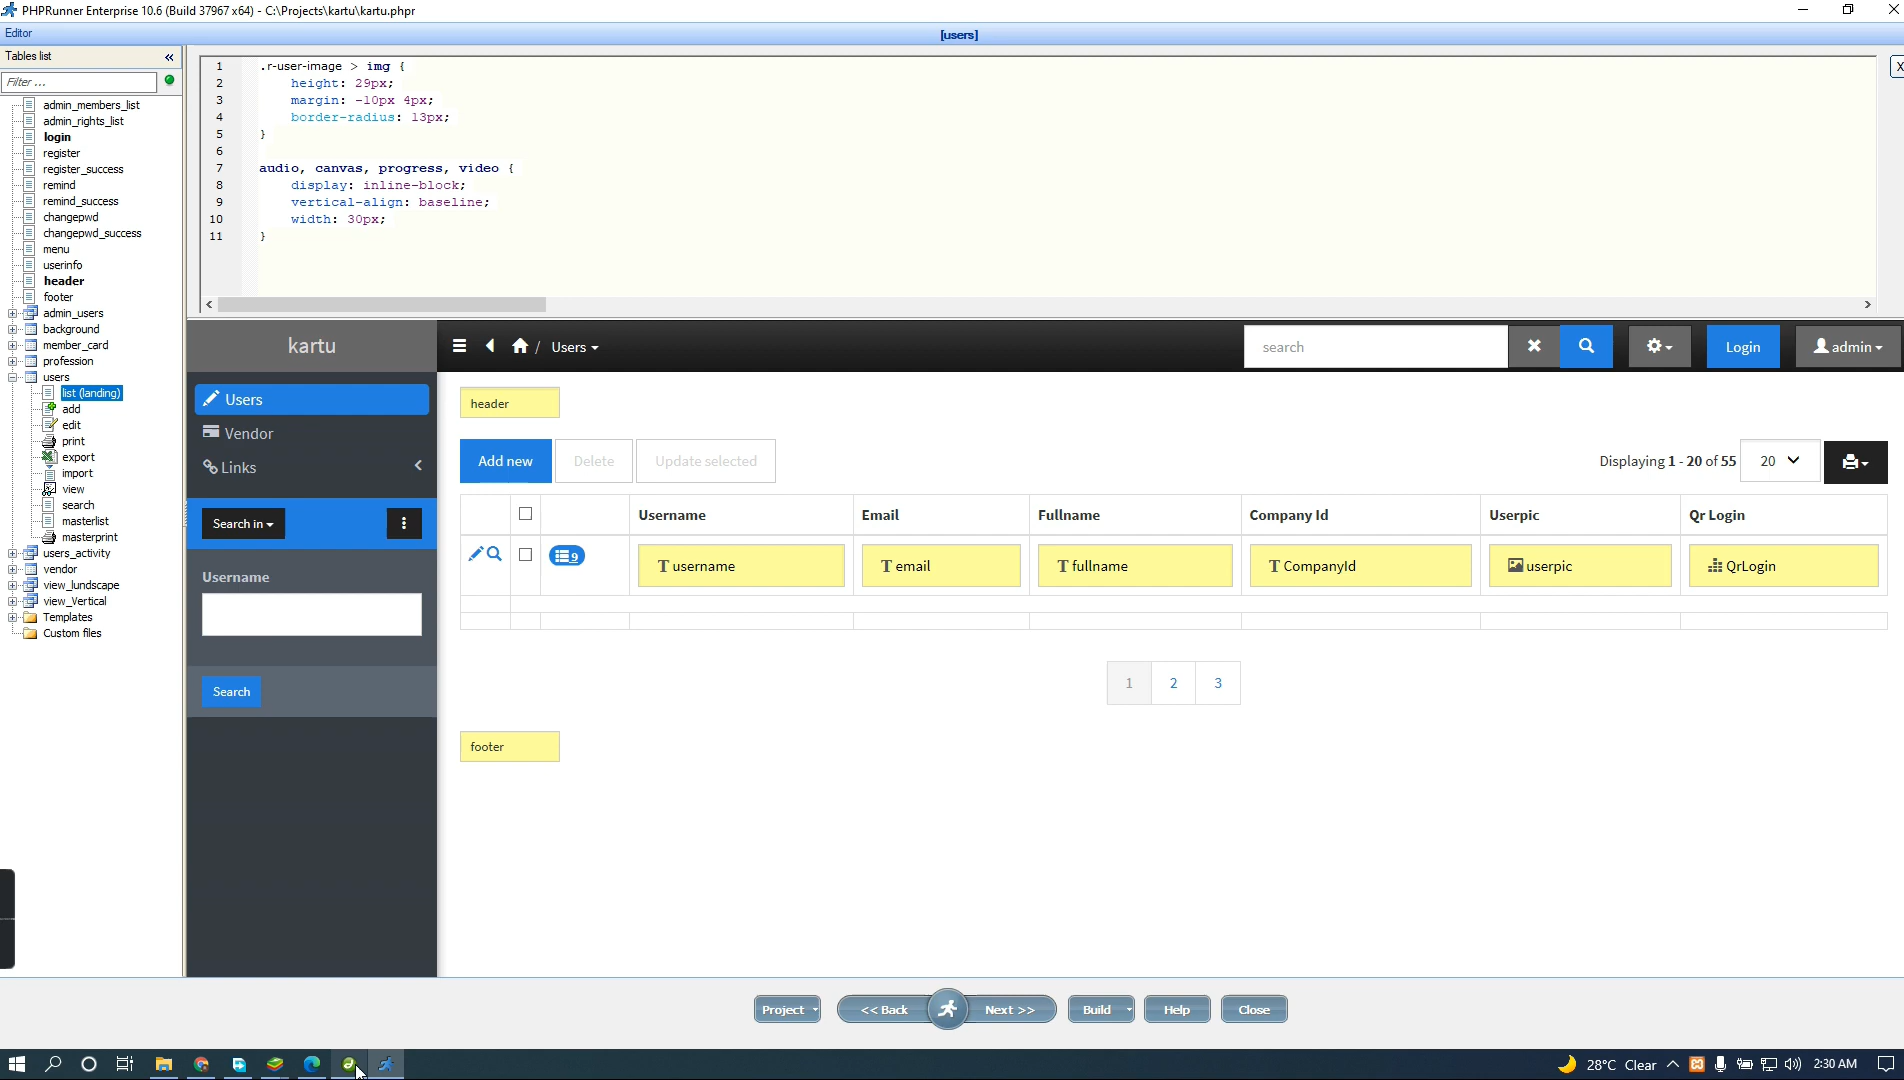 PHPRunner Enterprise 10.6 (Build 37967 x64) - C:\Projects\kartu\kartu.phpr
Editor
[users]
Tables list
«
Filter ...
admin_members_list
admin_rights_list
login
register
register_success
remind
remind_success
changepwd
changepwd_success
menu
userinfo
header
footer
admin_users
background
member_card
profession
users
list (landing)
add
edit
print
export
import
view
search
masterlist
masterprint
users_activity
vendor
view_lundscape
view_Vertical
Templates
Custom files
1 .r-user-image > img {
2 height: 29px;
3 margin: -10px 4px;
4 border-radius: 13px;
5 }
6
7 audio, canvas, progress, video {
8 display: inline-block;
9 vertical-align: baseline;
10 width: 30px;
11 }
X
kartu
/ Users
search
Login
admin
Users
Vendor
Links
Search in
Username
Search
header
Add new
Delete
Update selected
Displaying 1 - 20 of 55
20
Username Email Fullname Company Id Userpic Qr Login
9 T username T email T fullname T CompanyId userpic QrLogin
1 2 3
footer
Project
<< Back
Next >>
Build
Help
Close
28°C Clear
2:30 AM